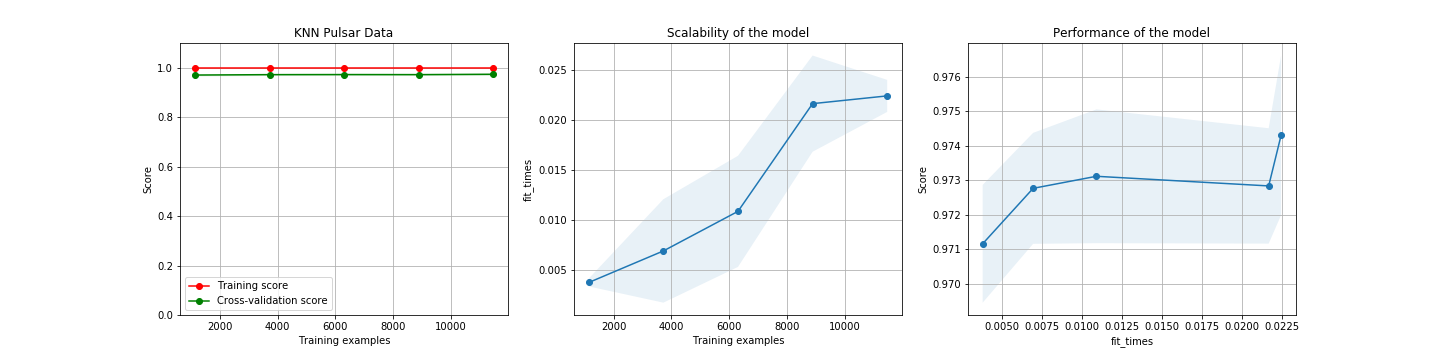 KNN Pulsar Data
1.0
0.8
0.6
0.4
0.2
0.0
Score
Training score
Cross-validation score
2000 4000 6000 8000 10000
Training examples
Scalability of the model
0.025
0.020
0.015
0.010
0.005
fit_times
2000 4000 6000 8000 10000
Training examples
Performance of the model
0.976
0.975
0.974
0.973
0.972
0.971
0.970
Score
0.0050 0.0075 0.0100 0.0125 0.0150 0.0175 0.0200 0.0225
fit_times